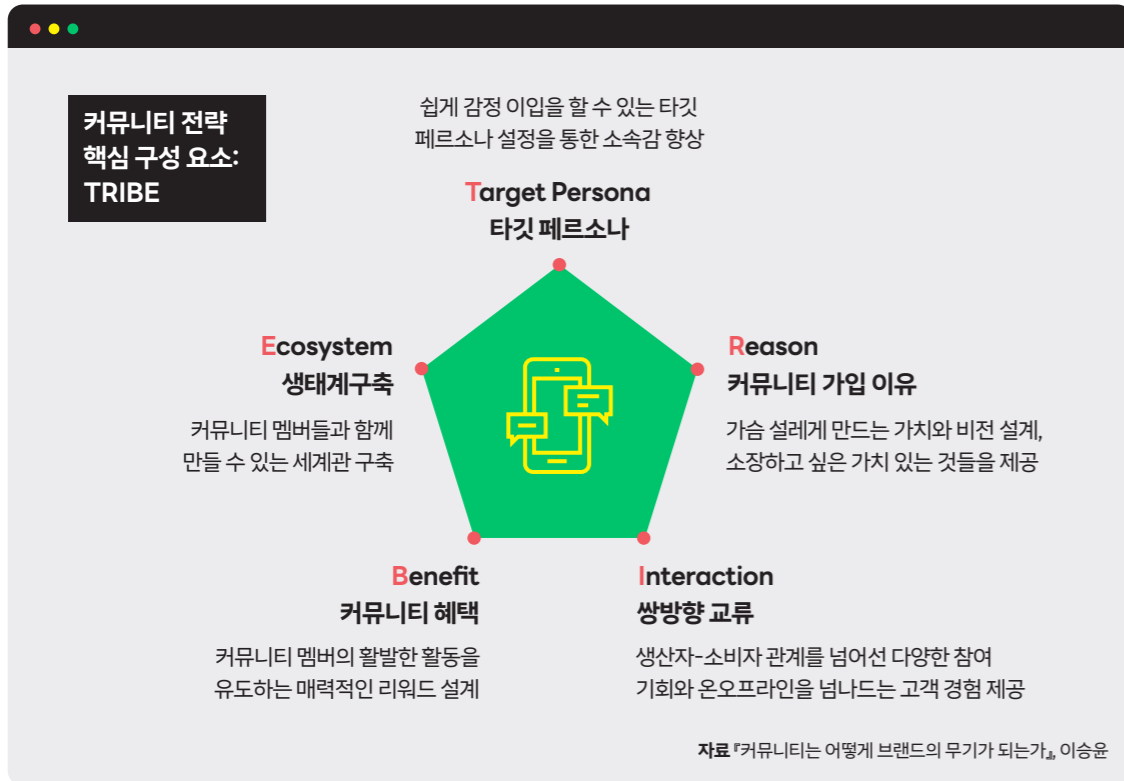 커뮤니티 전략
핵심 구성 요소:
TRIBE
쉽게 감정 이입을 할 수 있는 타깃
페르소나 설정을 통한 소속감 향상
Target Persona
타깃 페르소나
Reason
커뮤니티 가입 이유
가슴 설레게 만드는 가치와 비전 설계,
소장하고 싶은 가치 있는 것들을 제공
Interaction
쌍방향 교류
생산자-소비자 관계를 넘어선 다양한 참여
기회와 온오프라인을 넘나드는 고객 경험 제공
Benefit
커뮤니티 혜택
커뮤니티 멤버의 활발한 활동을
유도하는 매력적인 리워드 설계
Ecosystem
생태계구축
커뮤니티 멤버들과 함께
만들 수 있는 세계관 구축
자료 『커뮤니티는 어떻게 브랜드의 무기가 되는가』, 이승윤